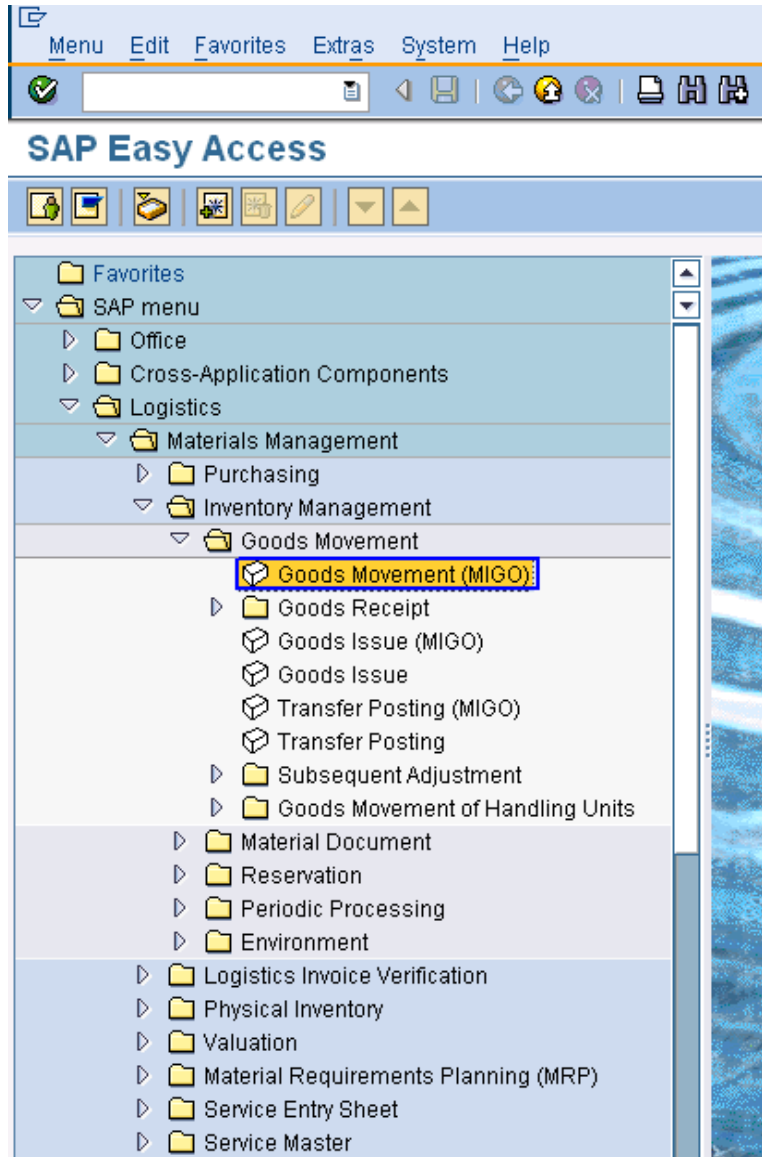 Menu Edit Favorites Extras System Help
SAP Easy Access
Favorites
SAP menu
Office
Cross-Application Components
Logistics
Materials Management
Purchasing
Inventory Management
Goods Movement
Goods Movement (MIGO)
Goods Receipt
Goods Issue (MIGO)
Goods Issue
Transfer Posting (MIGO)
Transfer Posting
Subsequent Adjustment
Goods Movement of Handling Units
Material Document
Reservation
Periodic Processing
Environment
Logistics Invoice Verification
Physical Inventory
Valuation
Material Requirements Planning (MRP)
Service Entry Sheet
Service Master